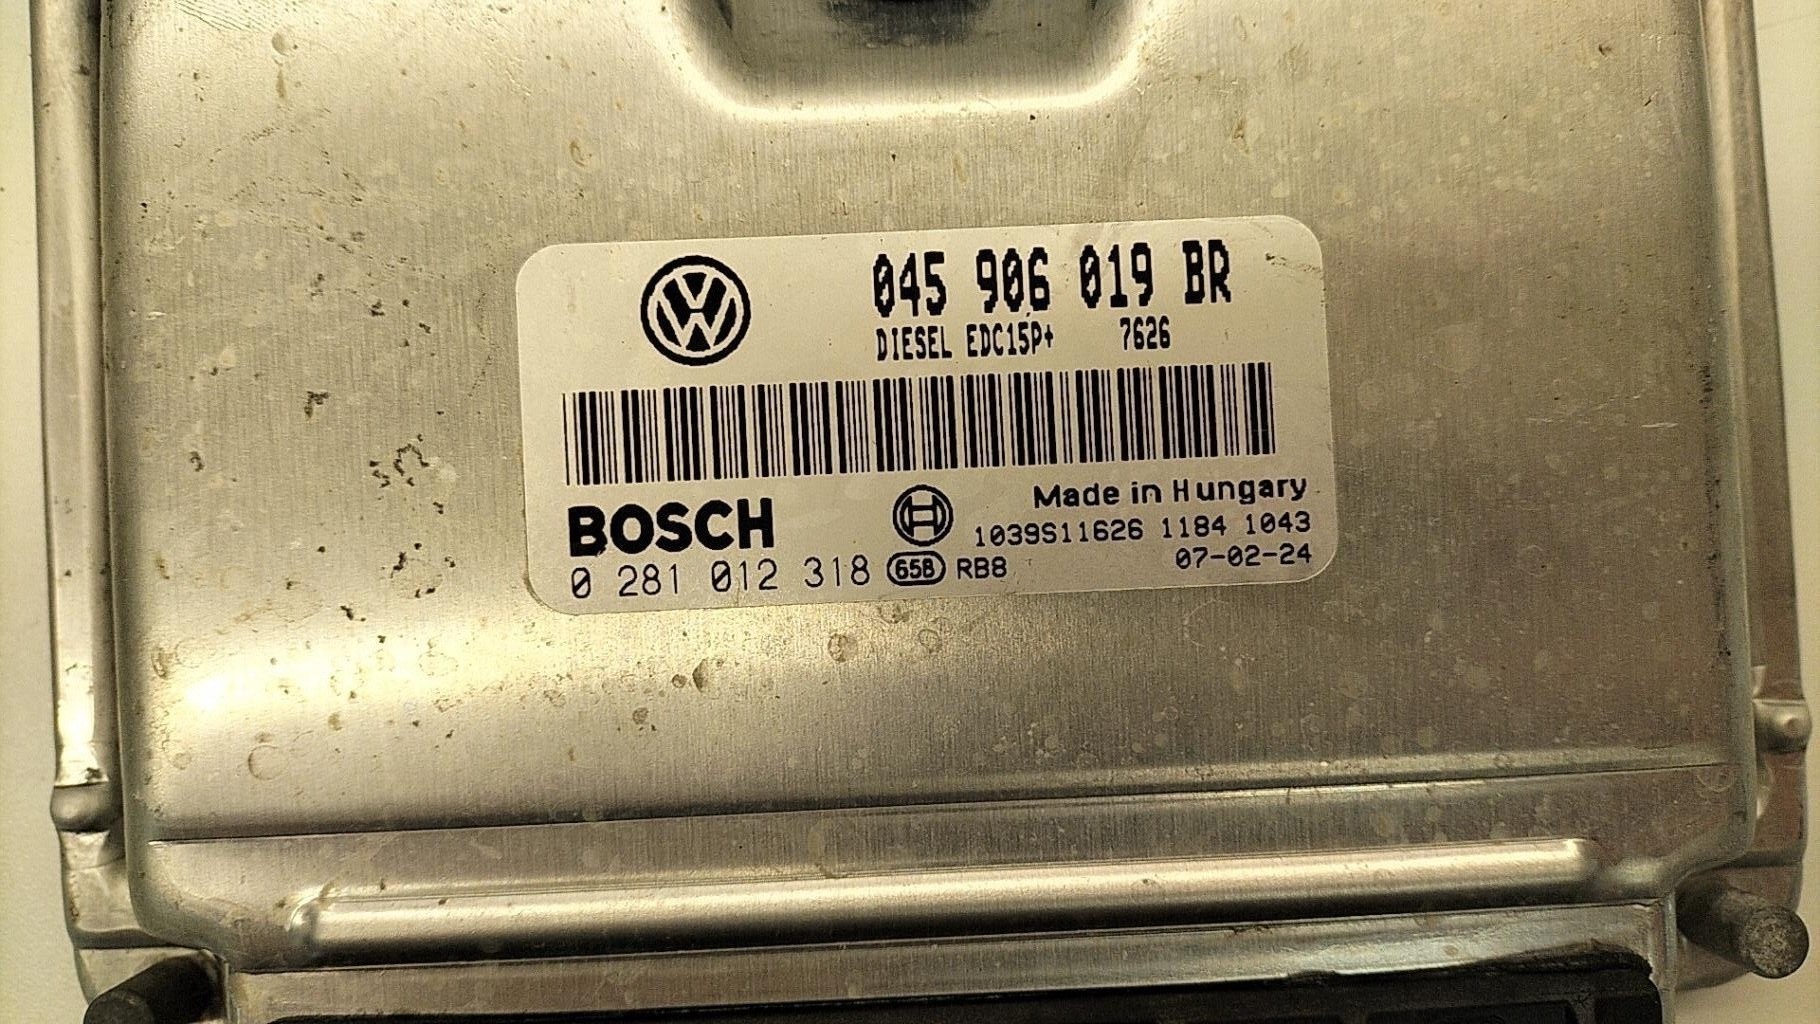 045 906 019 BR
DIESEL EDC15P+ 7626
Made in Hungary
BOSCH
1039S11626 1184 1043
0 281 012 318 65B RB8 07-02-24